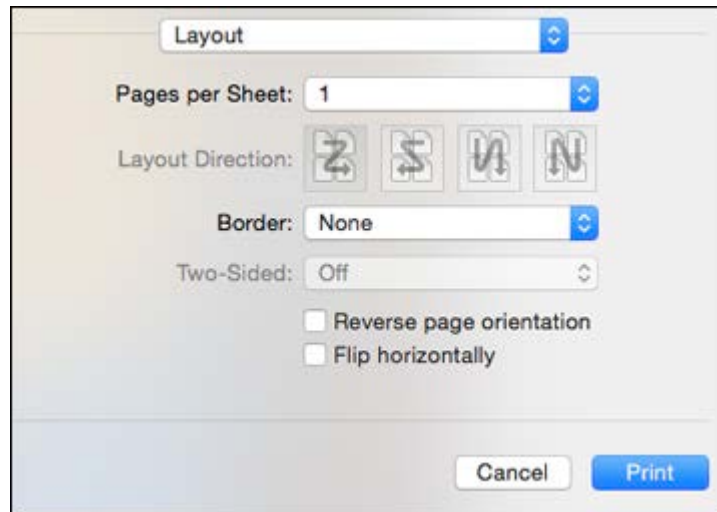 Layout
Pages per Sheet: 1
Layout Direction:
Border: None
Two-Sided: Off
Reverse page orientation
Flip horizontally
Cancel Print